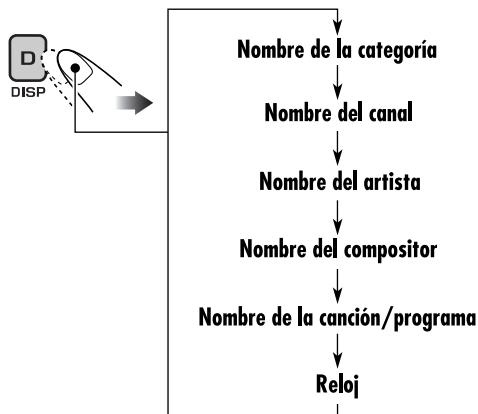 D
DISP
Nombre de la categoría
Nombre del canal
Nombre del artista
Nombre del compositor
Nombre de la canción/programa
Reloj